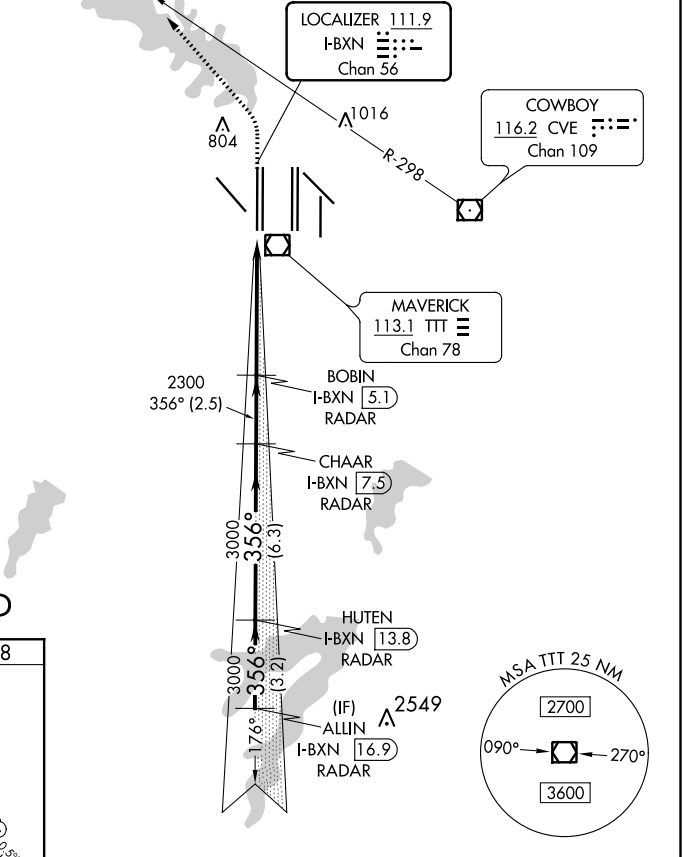 LOCALIZER 111.9
I-BXN
Chan 56
1016
804
R-298
COWBOY
116.2 CVE
Chan 109
MAVERICK
113.1 TTT
Chan 78
2300
356° (2.5)
BOBIN
I-BXN 5.1
RADAR
CHAAR
I-BXN 7.5
RADAR
3000
356°
(6.3)
HUTEN
I-BXN 13.8
RADAR
3000
356°
(3.2)
(IF)
ALLIN
I-BXN 16.9
RADAR
2549
176°
MSA TTT 25 NM
2700
090°
270°
3600
D
8